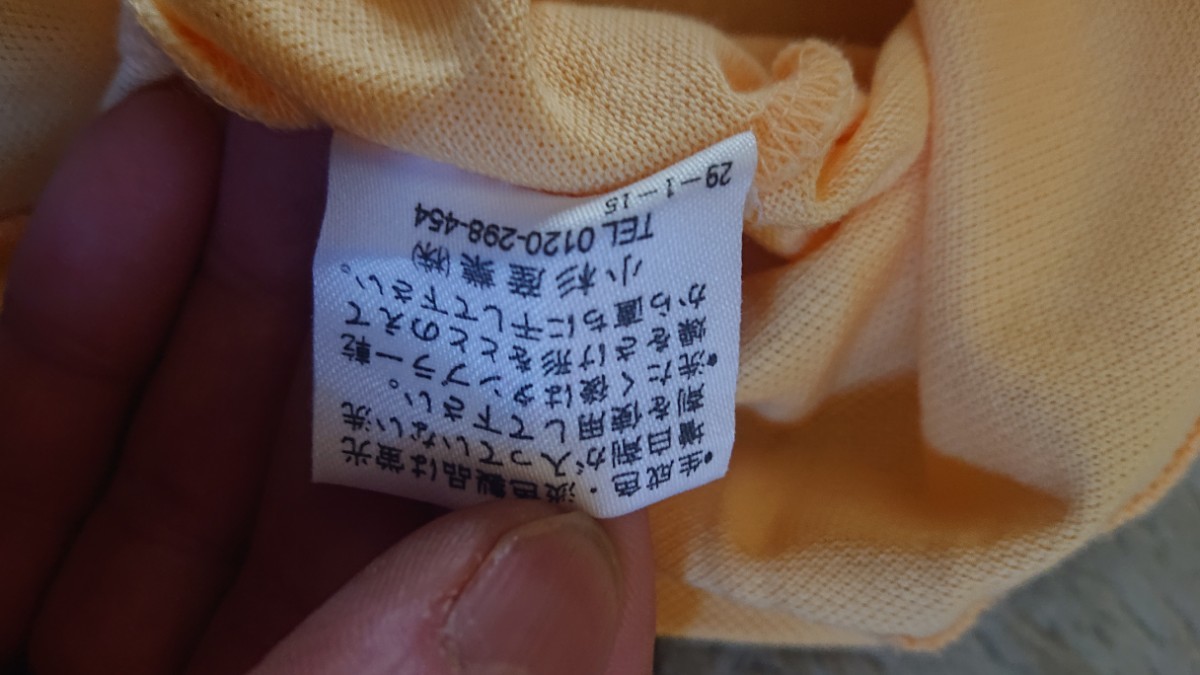 ●生成色・淡色製品は蛍光
増白剤が入っていない洗
剤を使用して下さい。
●洗たく後はタンブラー乾
燥をさけ形をととのえて
から直ちに干して下さい。
小杉産業㈱
TEL 0120-298-454
29-1-15